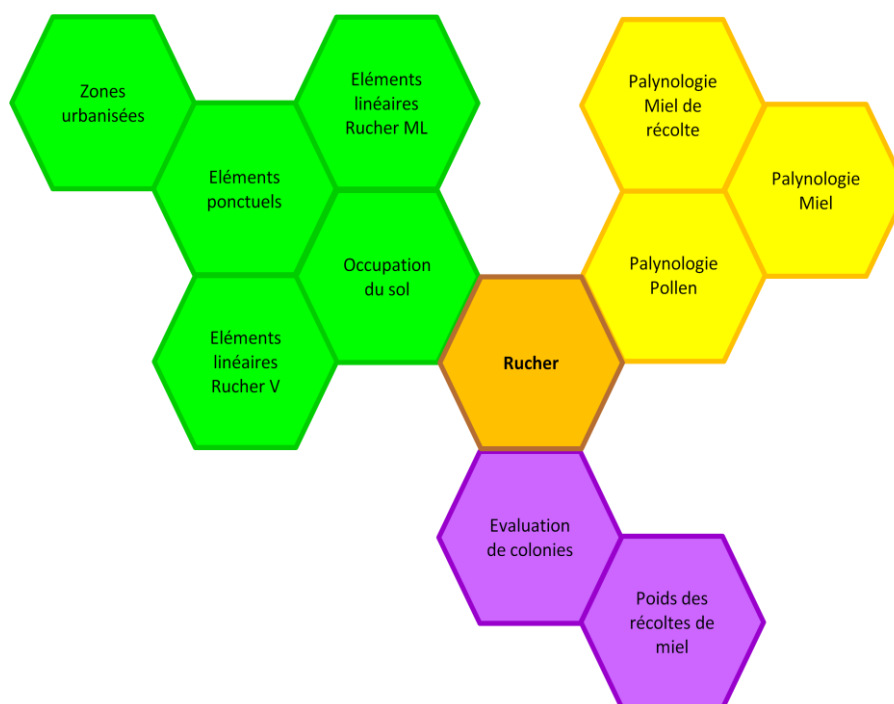 Zones
urbanisées
Eléments
linéaires
Rucher ML
Eléments
ponctuels
Occupation
du sol
Eléments
linéaires
Rucher V
Palynologie
Miel de
récolte
Palynologie
Miel
Palynologie
Pollen
Rucher
Evaluation
de colonies
Poids des
récoltes de
miel